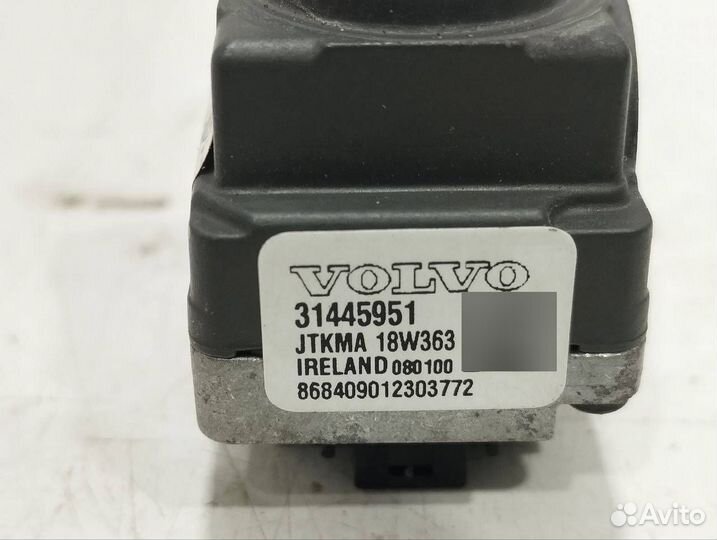 VOLVO
31445951
JTKMA 18W363
IRELAND 080100
868409012303772
Avito